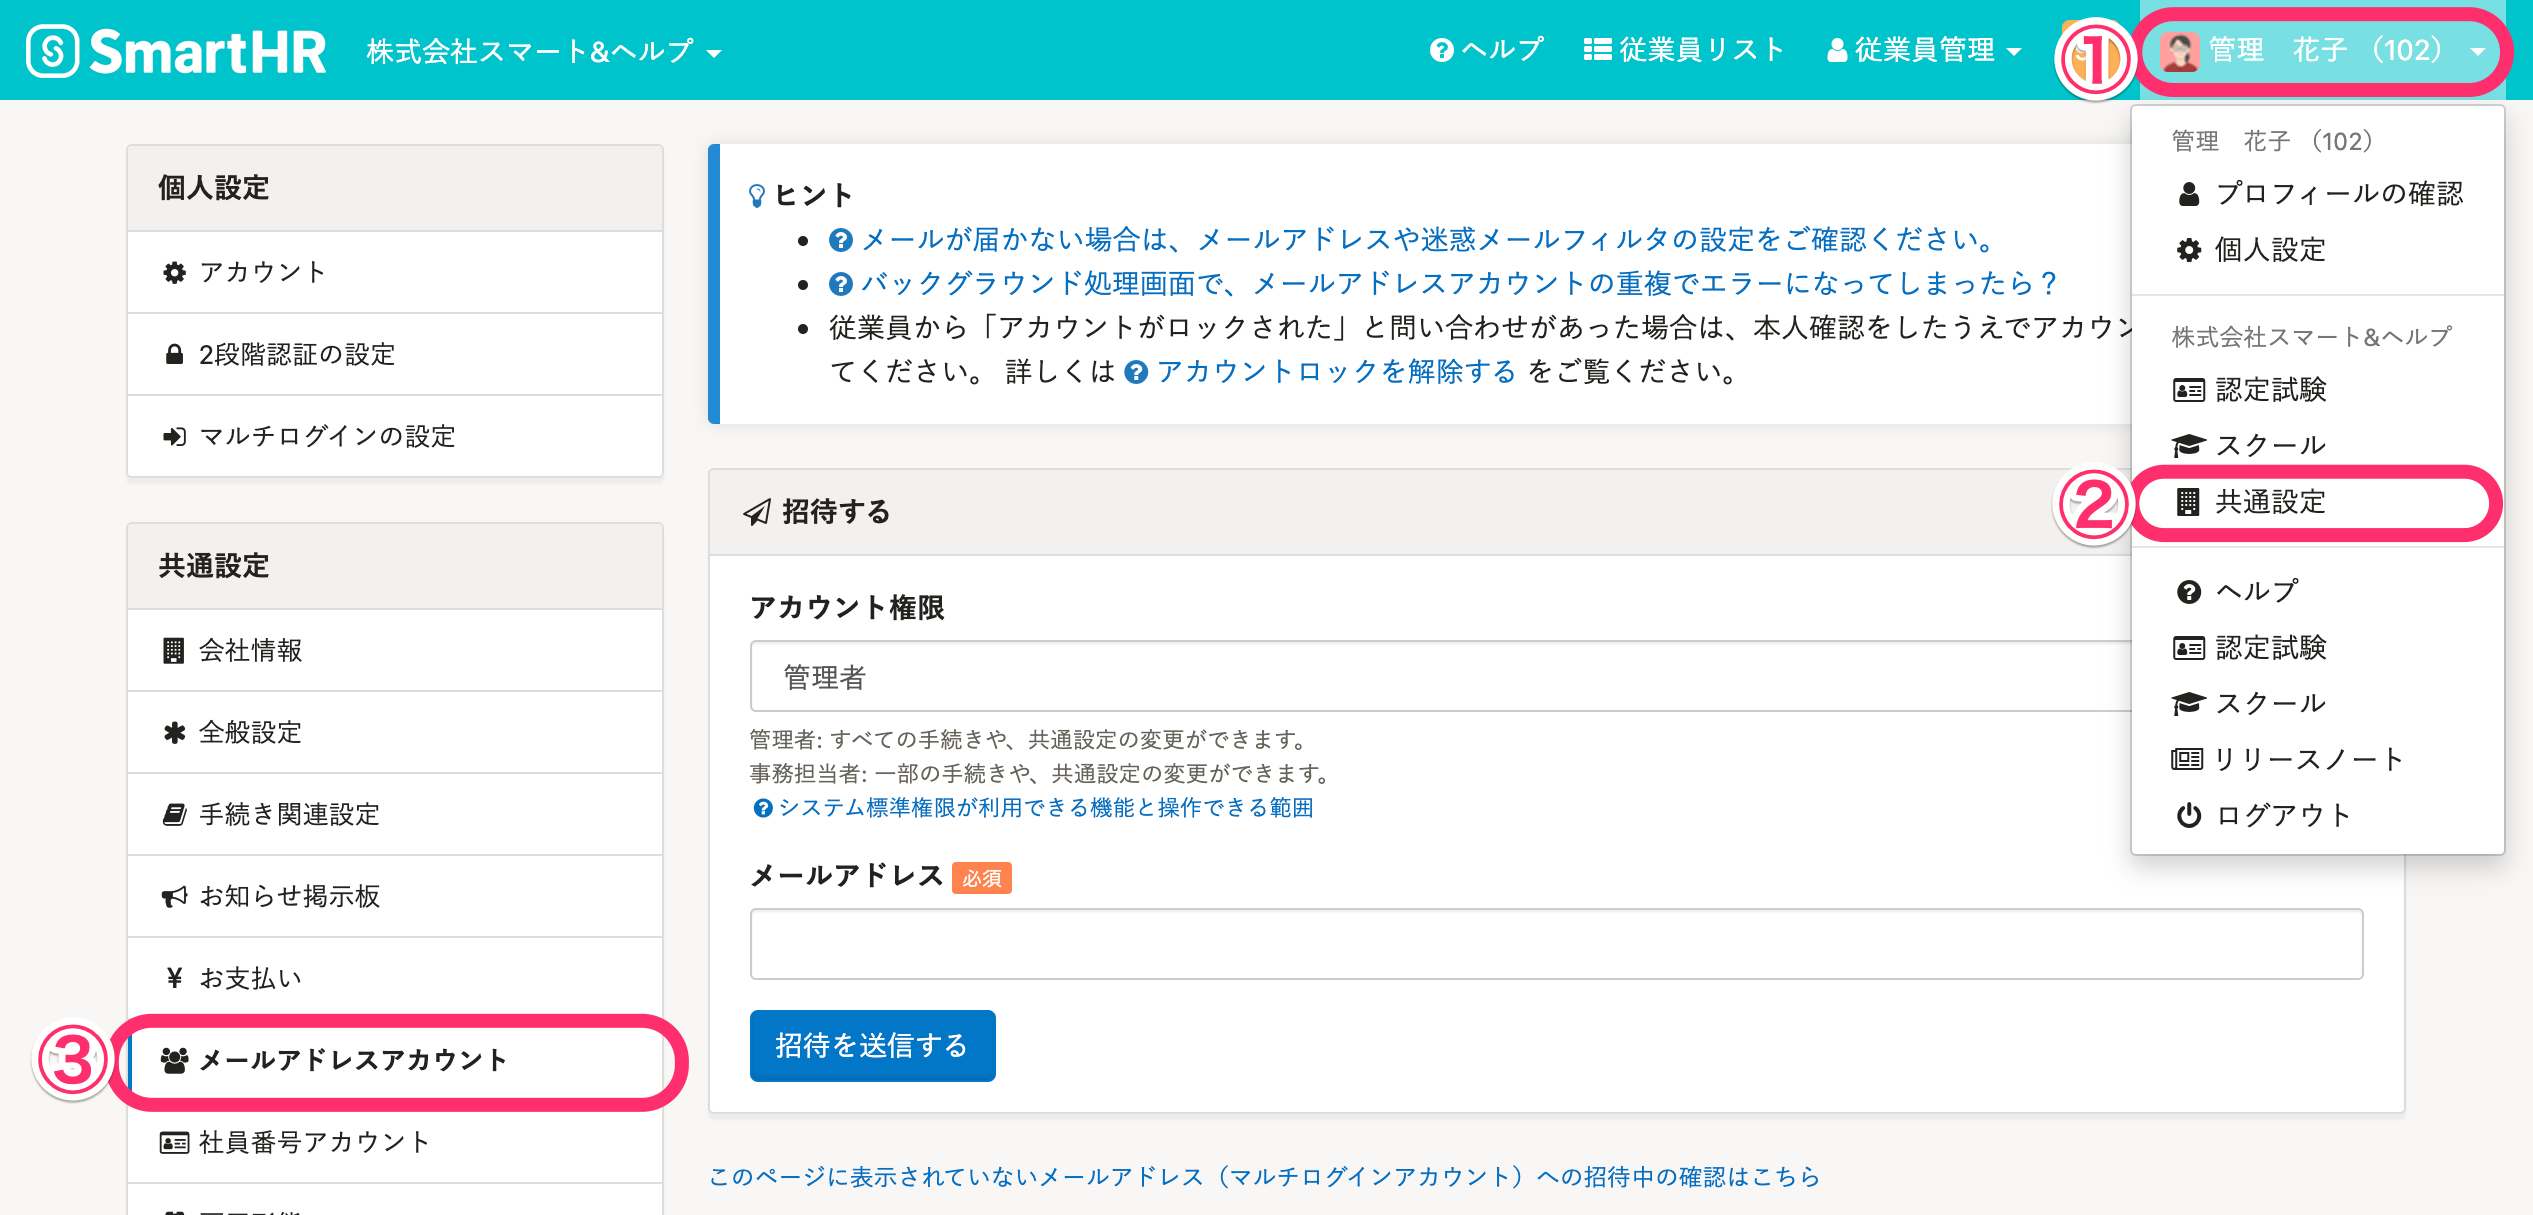 SmartHR 株式会社スマート&ヘルプ ヘルプ 従業員リスト 従業員管理 ① 管理 花子 (102)
個人設定
アカウント
2段階認証の設定
マルチログインの設定
共通設定
会社情報
全般設定
手続き関連設定
お知らせ掲示板
¥ お支払い
③ メールアドレスアカウント
社員番号アカウント
ヒント
メールが届かない場合は、メールアドレスや迷惑メールフィルタの設定をご確認ください。
バックグラウンド処理画面で、メールアドレスアカウントの重複でエラーになってしまったら？
従業員から「アカウントがロックされた」と問い合わせがあった場合は、本人確認をしたうえでアカウン
てください。 詳しくは アカウントロックを解除する をご覧ください。
招待する
アカウント権限
管理者
管理者: すべての手続きや、共通設定の変更ができます。
事務担当者: 一部の手続きや、共通設定の変更ができます。
システム標準権限が利用できる機能と操作できる範囲
メールアドレス 必須
招待を送信する
このページに表示されていないメールアドレス（マルチログインアカウント）への招待中の確認はこちら
管理 花子 (102)
プロフィールの確認
個人設定
株式会社スマート&ヘルプ
認定試験
スクール
② 共通設定
ヘルプ
認定試験
スクール
リリースノート
ログアウト